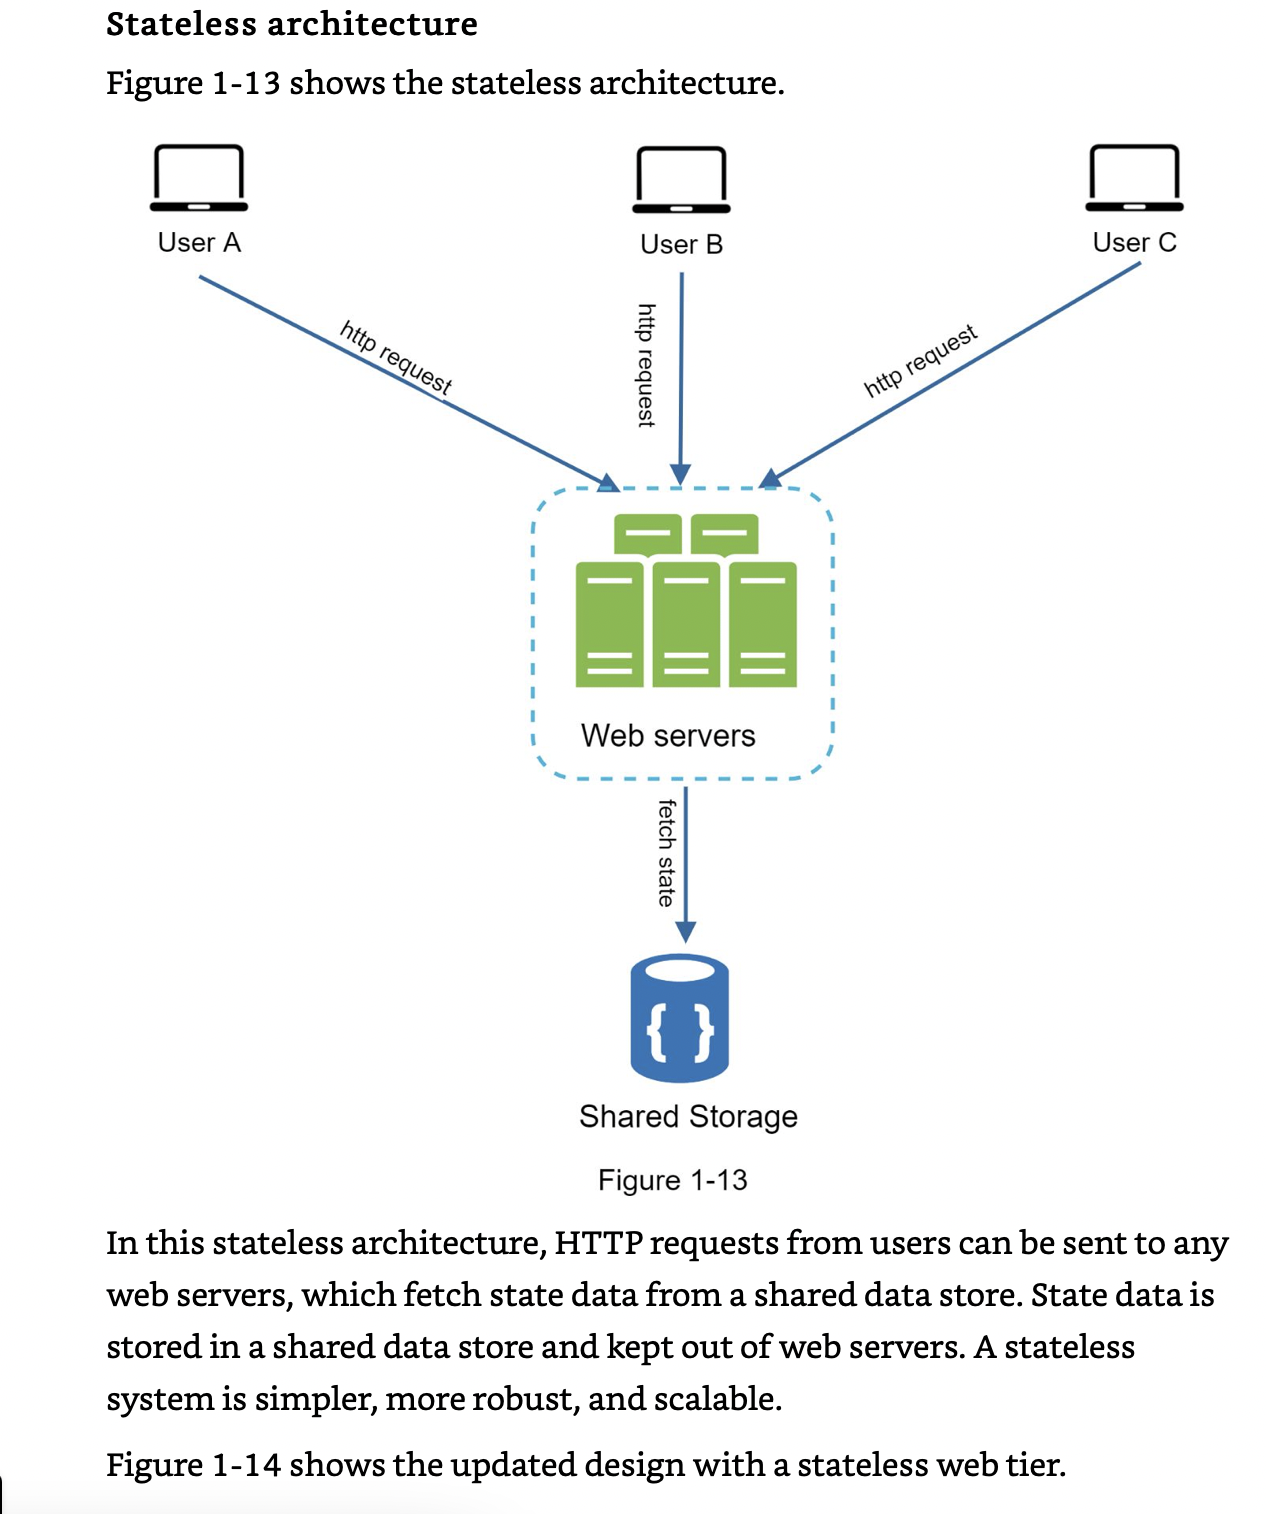 Stateless architecture
Figure 1-13 shows the stateless architecture.
User A
User B
User C
http request
http request
http request
Web servers
fetch state
{ }
Shared Storage
Figure 1-13
In this stateless architecture, HTTP requests from users can be sent to any
web servers, which fetch state data from a shared data store. State data is
stored in a shared data store and kept out of web servers. A stateless
system is simpler, more robust, and scalable.
Figure 1-14 shows the updated design with a stateless web tier.